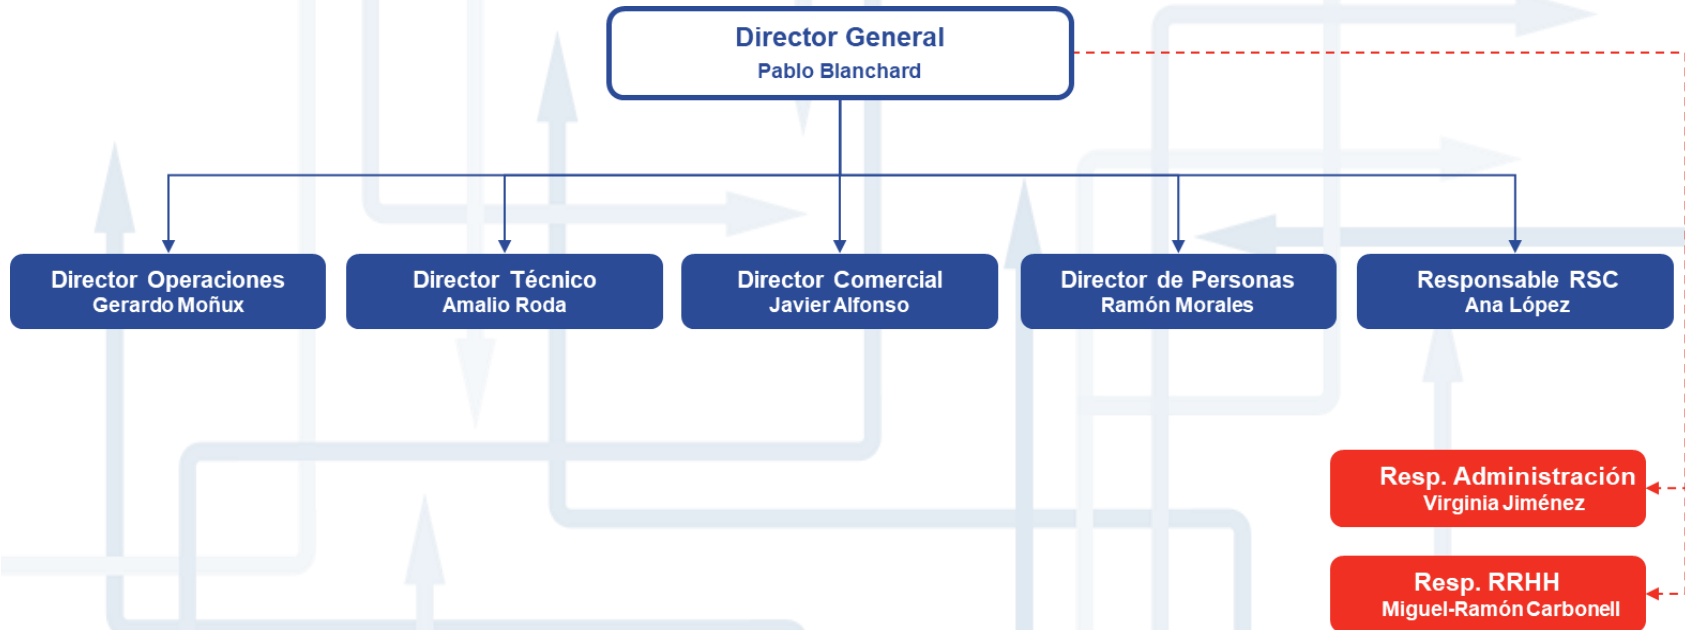 Director General
Pablo Blanchard
Director Operaciones
Gerardo Moñux
Director Técnico
Amalio Roda
Director Comercial
Javier Alfonso
Director de Personas
Ramón Morales
Responsable RSC
Ana López
Resp. Administración
Virginia Jiménez
Resp. RRHH
Miguel-Ramón Carbonell